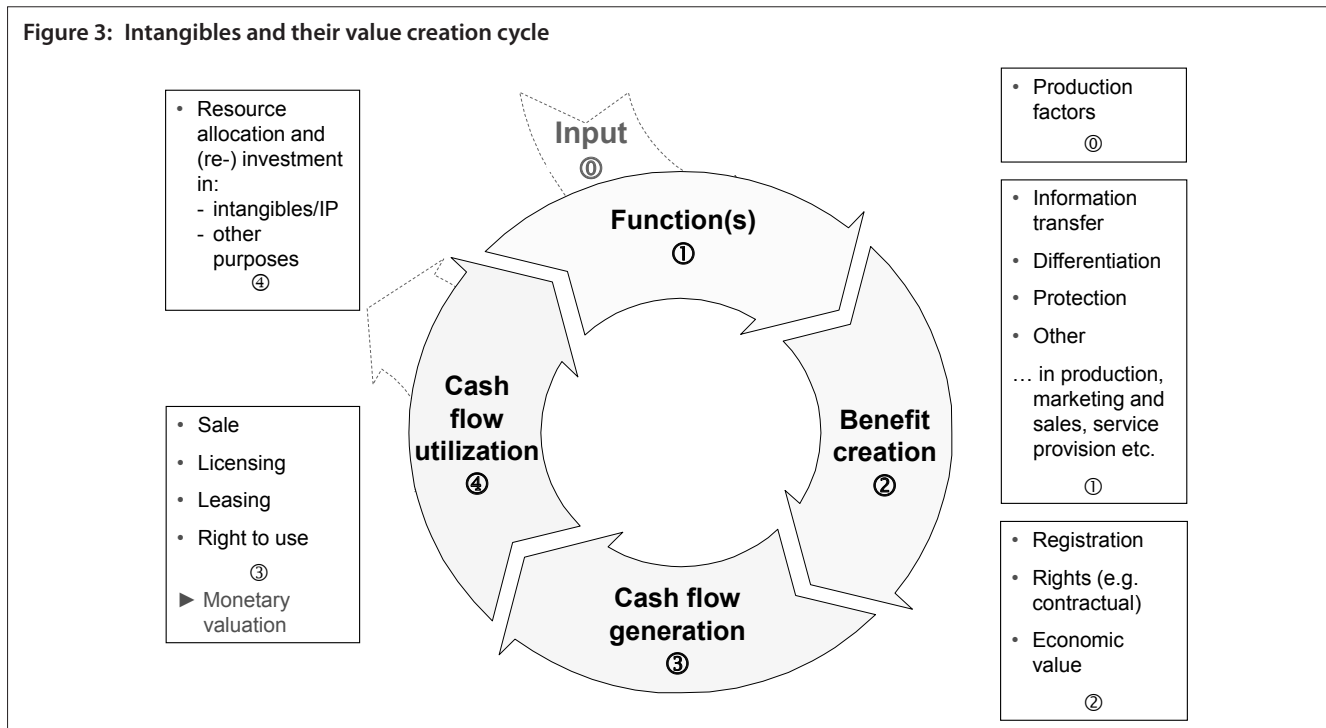 Figure 3: Intangibles and their value creation cycle
• Resource
allocation and
(re-) investment
in:
- intangibles/IP
- other
purposes
④
Input
⓪
Function(s)
①
Benefit
creation
②
Cash flow
generation
③
Cash
flow
utilization
④
• Sale
• Licensing
• Leasing
• Right to use
③
► Monetary
valuation
• Production
factors
⓪
• Information
transfer
• Differentiation
• Protection
• Other
… in production,
marketing and
sales, service
provision etc.
①
• Registration
• Rights (e.g.
contractual)
• Economic
value
②